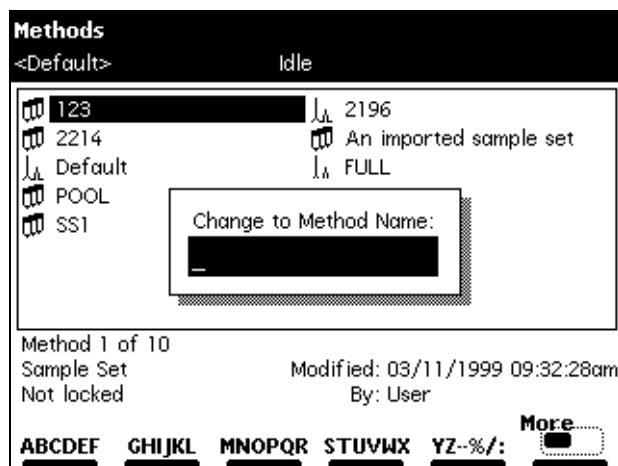 Methods
<Default> Idle
123 2196
2214 An imported sample set
Default FULL
POOL
SS1
Change to Method Name:
_
Method 1 of 10
Sample Set Modified: 03/11/1999 09:32:28am
Not locked By: User
More
ABCDEF GHIJKL MNOPQR STUVWX YZ--%/: